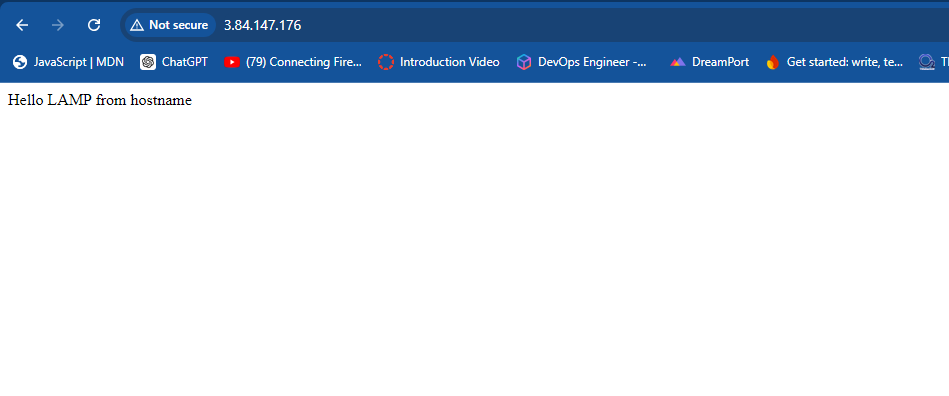 Not secure 3.84.147.176
JavaScript | MDN ChatGPT (79) Connecting Fire... Introduction Video DevOps Engineer -... DreamPort Get started: write, te...
Hello LAMP from hostname